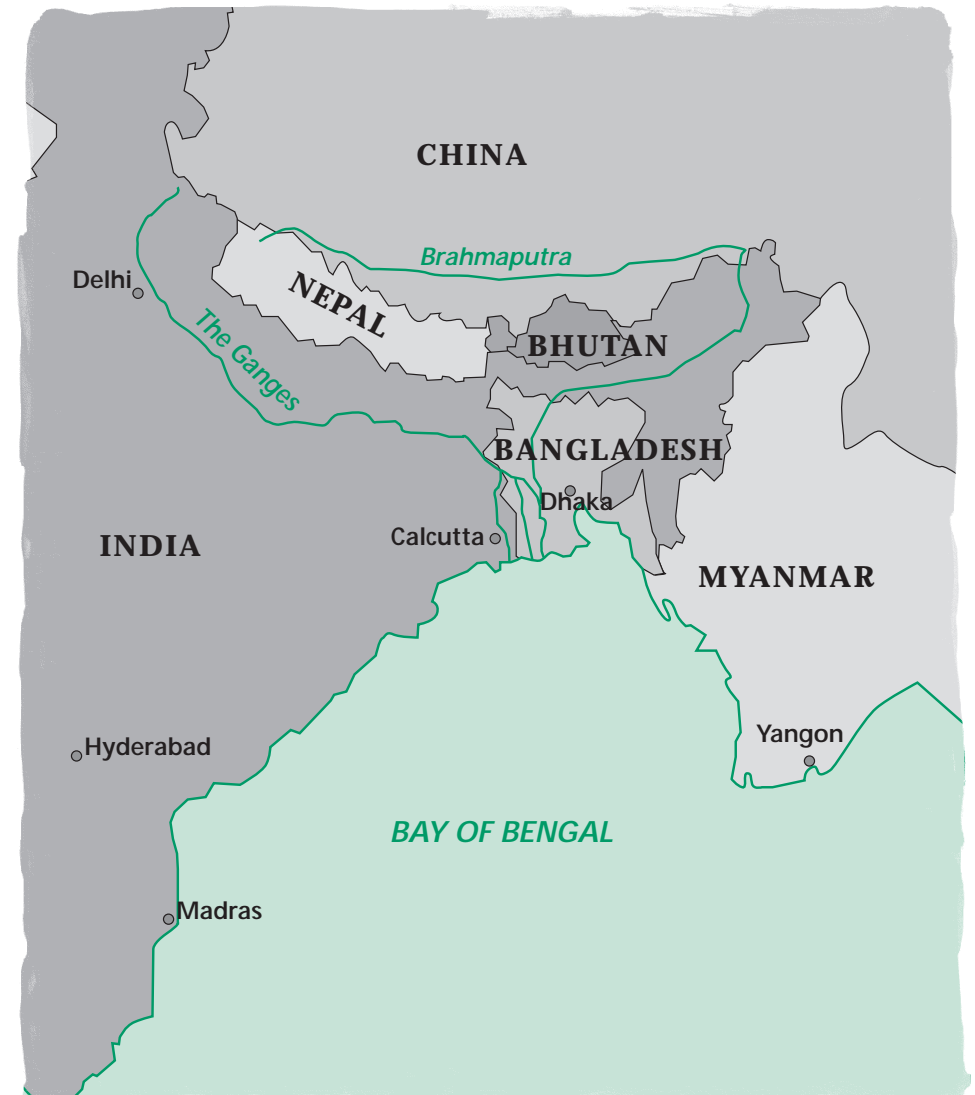 CHINA
Brahmaputra
Delhi
NEPAL
The Ganges
BHUTAN
BANGLADESH
Dhaka
Calcutta
INDIA
MYANMAR
Yangon
Hyderabad
BAY OF BENGAL
Madras